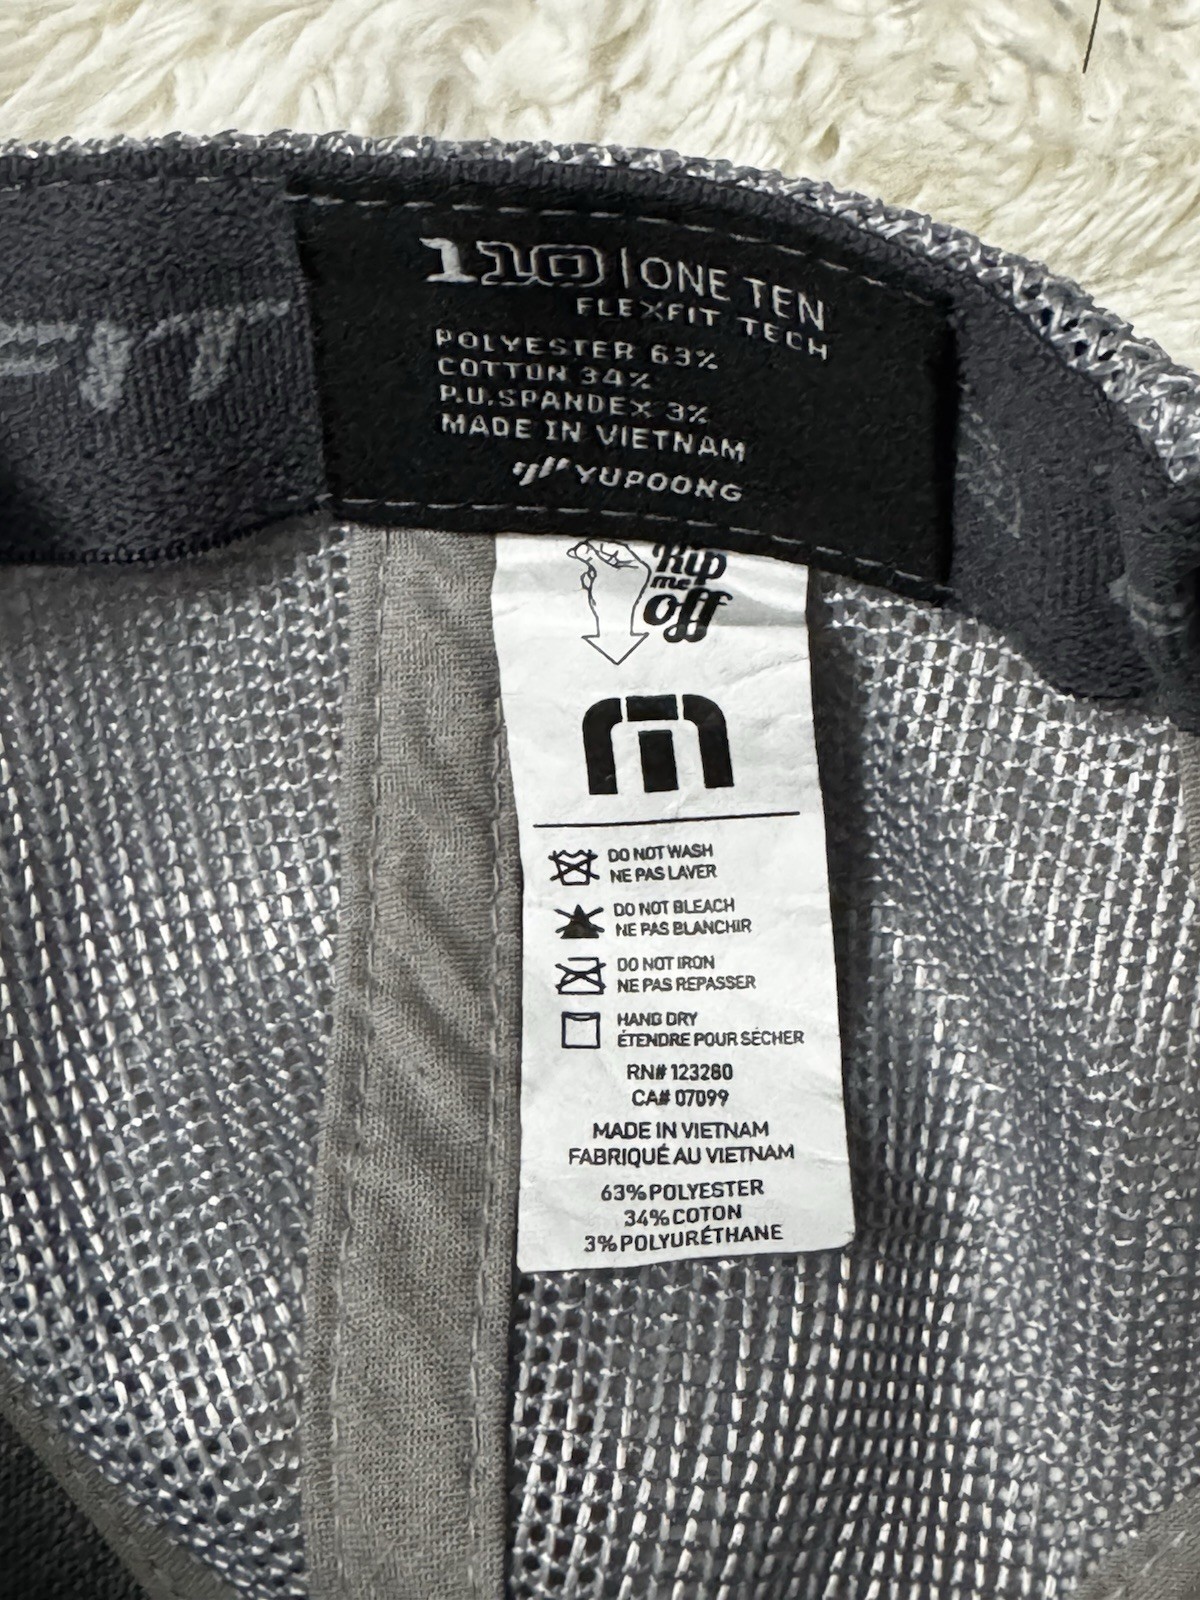 110 | ONE TEN
FLEXFIT TECH
POLYESTER 63%
COTTON 34%
P.U.SPANDEX 3%
MADE IN VIETNAM
YUPOONG
Rip
me
off
DO NOT WASH
NE PAS LAVER
DO NOT BLEACH
NE PAS BLANCHIR
DO NOT IRON
NE PAS REPASSER
HANG DRY
ÉTENDRE POUR SÉCHER
RN# 123280
CA# 07099
MADE IN VIETNAM
FABRIQUÉ AU VIETNAM
63% POLYESTER
34% COTON
3% POLYURÉTHANE